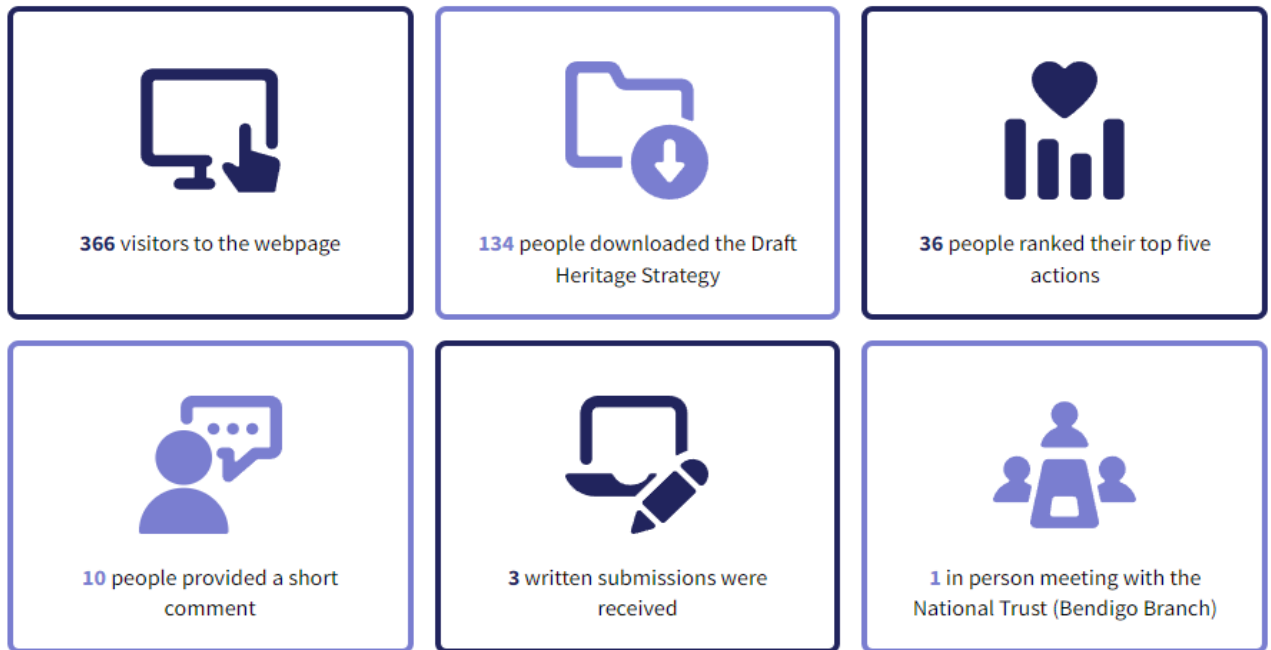 366 visitors to the webpage
134 people downloaded the Draft
Heritage Strategy
36 people ranked their top five
actions
10 people provided a short
comment
3 written submissions were
received
1 in person meeting with the
National Trust (Bendigo Branch)